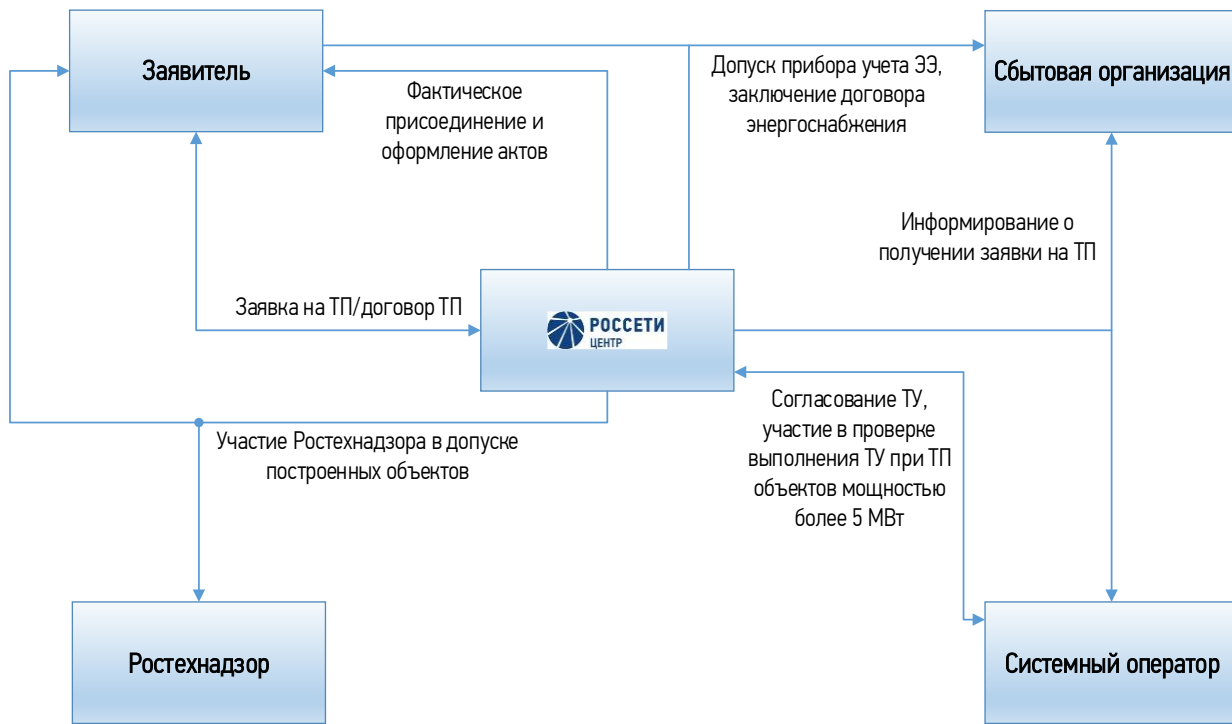 Заявитель
Сбытовая организация
Фактическое
присоединение и
оформление актов
Допуск прибора учета ЭЭ,
заключение договора
энергоснабжения
Информирование о
получении заявки на ТП
Заявка на ТП/договор ТП
РОССЕТИ
ЦЕНТР
Участие Ростехнадзора в допуске
построенных объектов
Согласование ТУ,
участие в проверке
выполнения ТУ при ТП
объектов мощностью
более 5 МВт
Ростехнадзор
Системный оператор